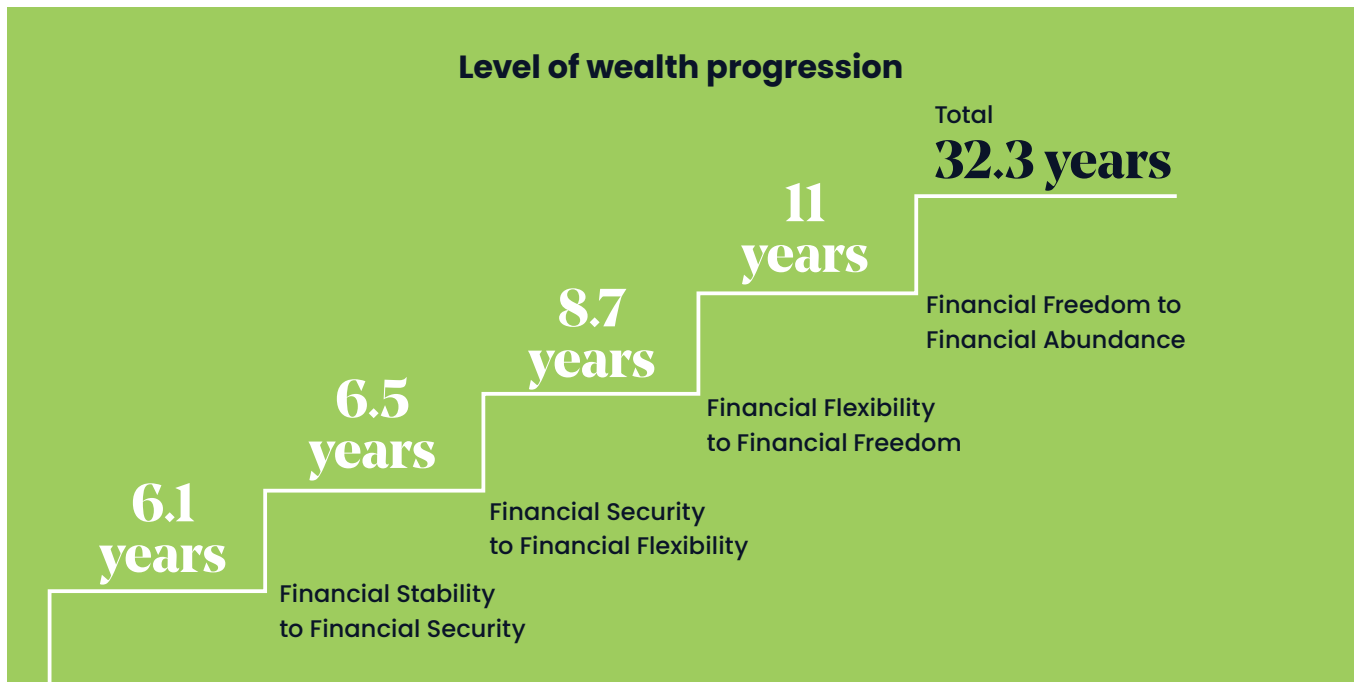 Level of wealth progression
Total
32.3 years
11
years
Financial Freedom to
Financial Abundance
8.7
years
Financial Flexibility
to Financial Freedom
6.5
years
Financial Security
to Financial Flexibility
6.1
years
Financial Stability
to Financial Security